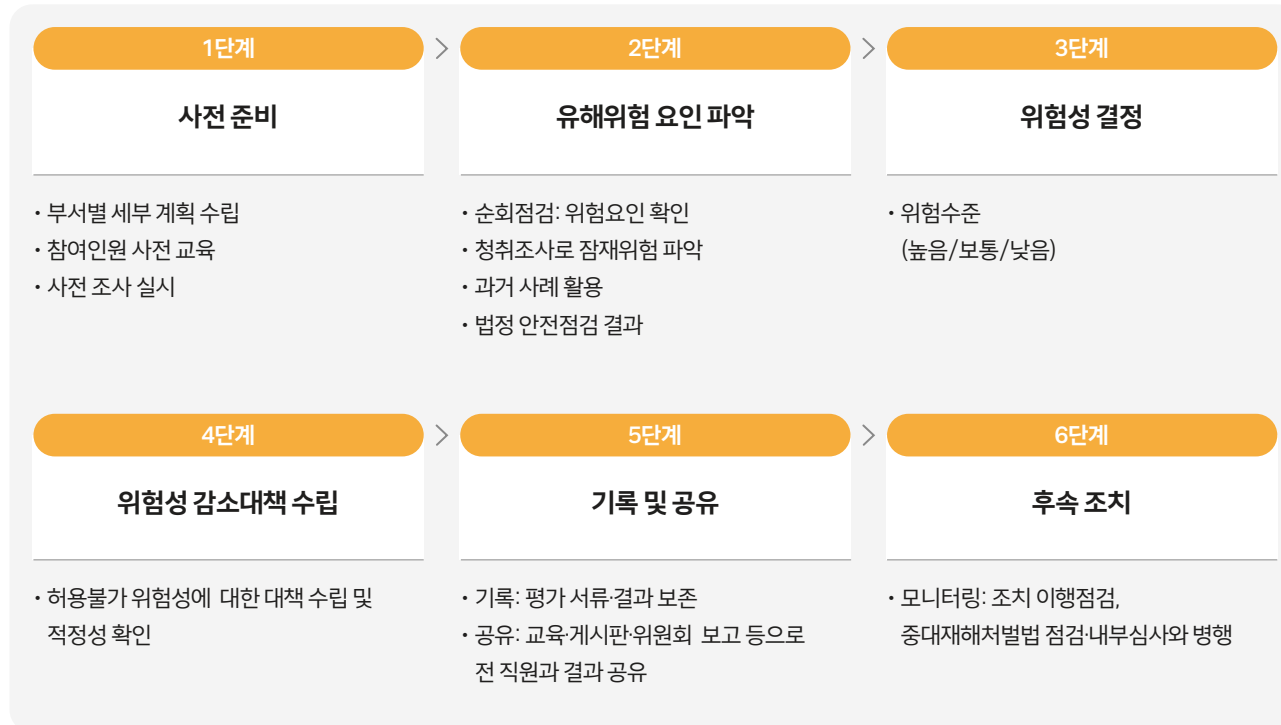 1단계
사전 준비
• 부서별 세부 계획 수립
• 참여인원 사전 교육
• 사전 조사 실시
>
2단계
유해위험 요인 파악
• 순회점검: 위험요인 확인
• 청취조사로 잠재위험 파악
• 과거 사례 활용
• 법정 안전점검 결과
>
3단계
위험성 결정
• 위험수준
(높음/보통/낮음)
4단계
위험성 감소대책 수립
• 허용불가 위험성에 대한 대책 수립 및
적정성 확인
>
5단계
기록 및 공유
• 기록: 평가 서류·결과 보존
• 공유: 교육·게시판·위원회 보고 등으로
전 직원과 결과 공유
>
6단계
후속 조치
• 모니터링: 조치 이행점검,
중대재해처벌법 점검·내부심사와 병행